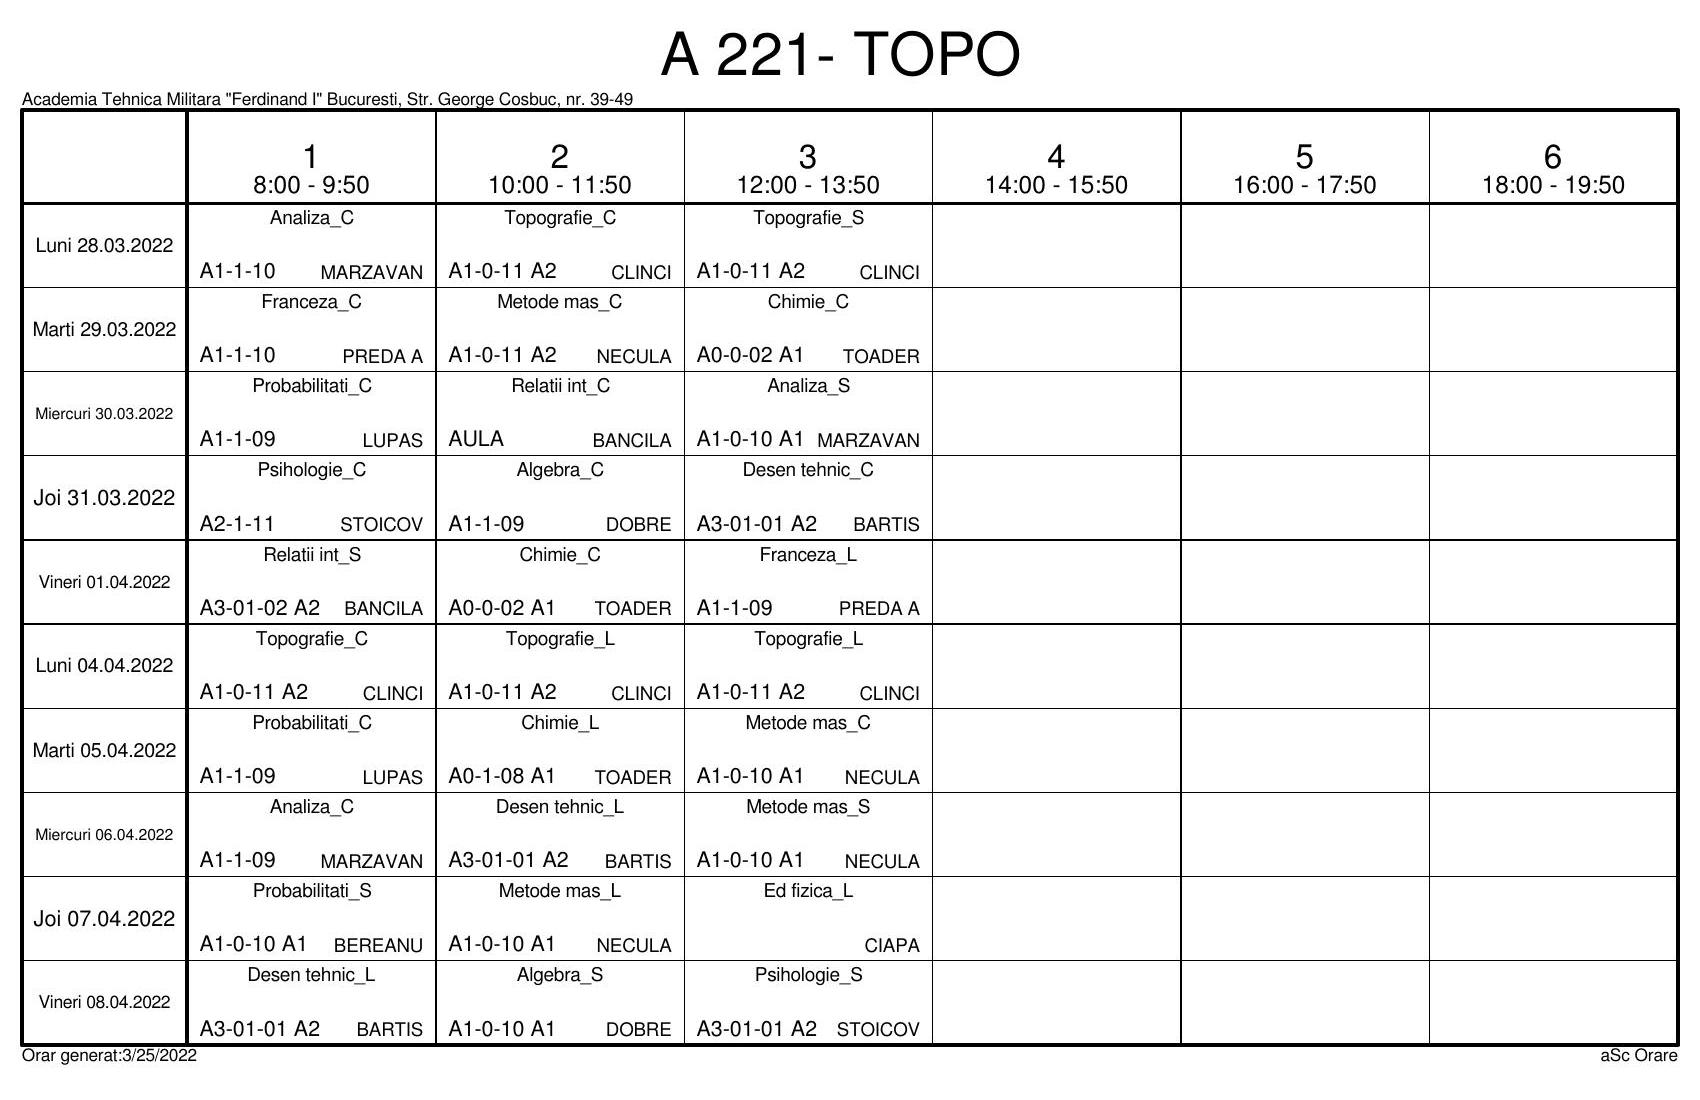 A 221- TOPO
Academia Tehnica Militara "Ferdinand I" Bucuresti, Str. George Cosbuc, nr. 39-49
1 2 3 4 5 6
8:00 - 9:50 10:00 - 11:50 12:00 - 13:50 14:00 - 15:50 16:00 - 17:50 18:00 - 19:50
Luni 28.03.2022
Analiza_C
A1-1-10 MARZAVAN
Topografie_C
A1-0-11 A2 CLINCI
Topografie_S
A1-0-11 A2 CLINCI
Marti 29.03.2022
Franceza_C
A1-1-10 PREDA A
Metode mas_C
A1-0-11 A2 NECULA
Chimie_C
A0-0-02 A1 TOADER
Miercuri 30.03.2022
Probabilitati_C
A1-1-09 LUPAS
Relatii int_C
AULA BANCILA
Analiza_S
A1-0-10 A1 MARZAVAN
Joi 31.03.2022
Psihologie_C
A2-1-11 STOICOV
Algebra_C
A1-1-09 DOBRE
Desen tehnic_C
A3-01-01 A2 BARTIS
Vineri 01.04.2022
Relatii int_S
A3-01-02 A2 BANCILA
Chimie_C
A0-0-02 A1 TOADER
Franceza_L
A1-1-09 PREDA A
Luni 04.04.2022
Topografie_C
A1-0-11 A2 CLINCI
Topografie_L
A1-0-11 A2 CLINCI
Topografie_L
A1-0-11 A2 CLINCI
Marti 05.04.2022
Probabilitati_C
A1-1-09 LUPAS
Chimie_L
A0-1-08 A1 TOADER
Metode mas_C
A1-0-10 A1 NECULA
Miercuri 06.04.2022
Analiza_C
A1-1-09 MARZAVAN
Desen tehnic_L
A3-01-01 A2 BARTIS
Metode mas_S
A1-0-10 A1 NECULA
Joi 07.04.2022
Probabilitati_S
A1-0-10 A1 BEREANU
Metode mas_L
A1-0-10 A1 NECULA
Ed fizica_L
CIAPA
Vineri 08.04.2022
Desen tehnic_L
A3-01-01 A2 BARTIS
Algebra_S
A1-0-10 A1 DOBRE
Psihologie_S
A3-01-01 A2 STOICOV
Orar generat:3/25/2022 aSc Orare